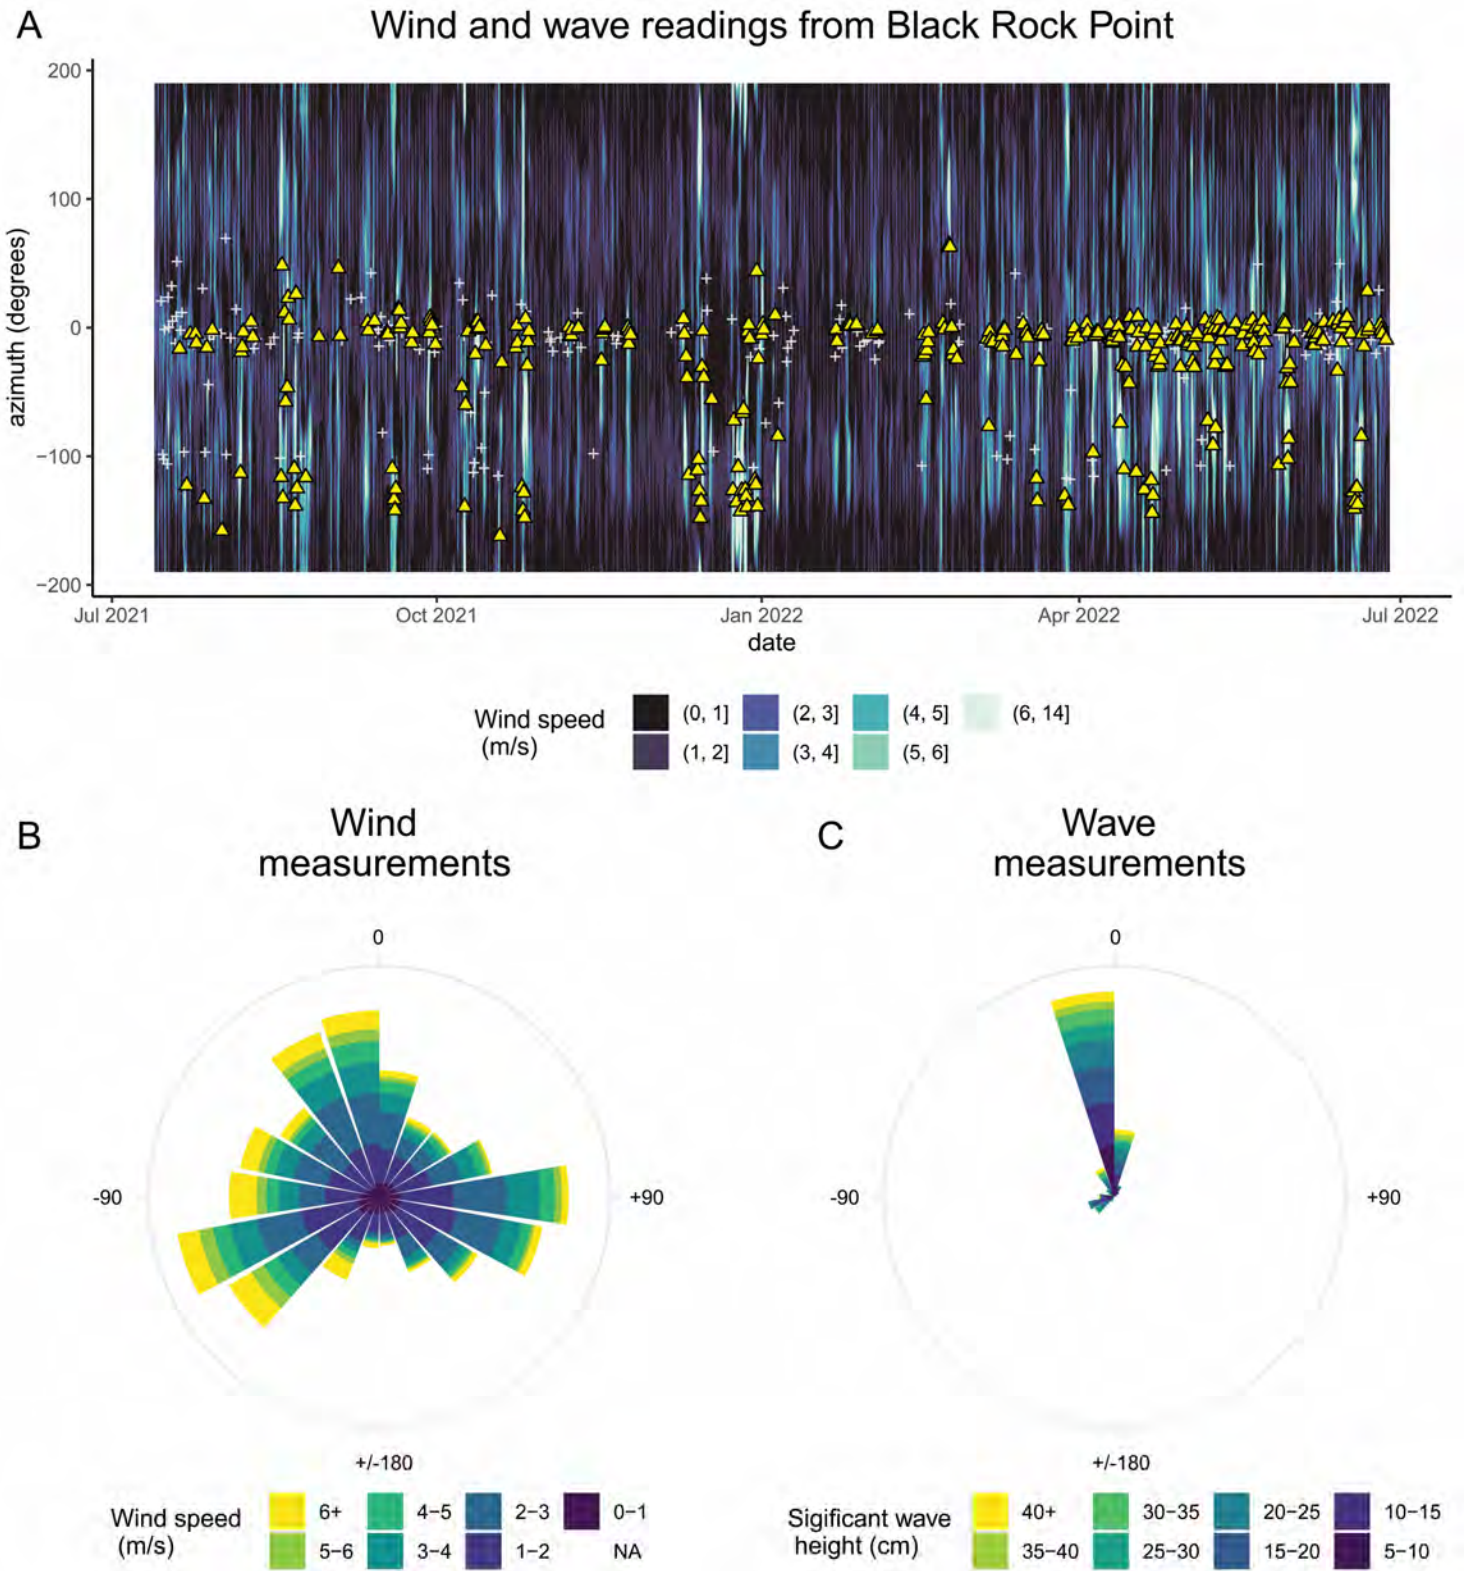 A
Wind and wave readings from Black Rock Point
200
100
0
−100
−200
azimuth (degrees)
Jul 2021
Oct 2021
Jan 2022
Apr 2022
Jul 2022
date
Wind speed
(m/s)
(0, 1]
(2, 3]
(4, 5]
(6, 14]
(1, 2]
(3, 4]
(5, 6]
B
Wind
measurements
0
-90
+90
+/-180
Wind speed
(m/s)
6+
4−5
2−3
0−1
5−6
3−4
1−2
NA
C
Wave
measurements
0
-90
+90
+/-180
Sigificant wave
height (cm)
40+
30−35
20−25
10−15
35−40
25−30
15−20
5−10